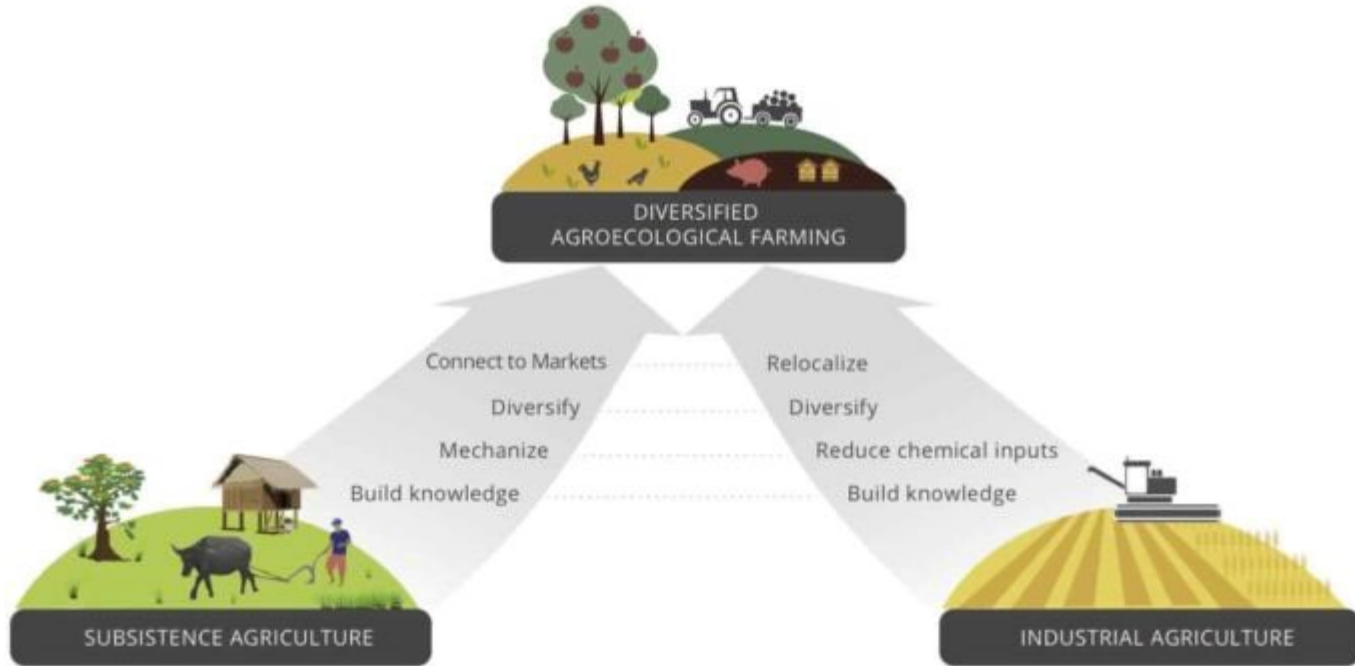 DIVERSIFIED
AGROECOLOGICAL FARMING
Connect to Markets
Relocalize
Diversify
Diversify
Mechanize
Reduce chemical inputs
Build knowledge
Build knowledge
SUBSISTENCE AGRICULTURE
INDUSTRIAL AGRICULTURE